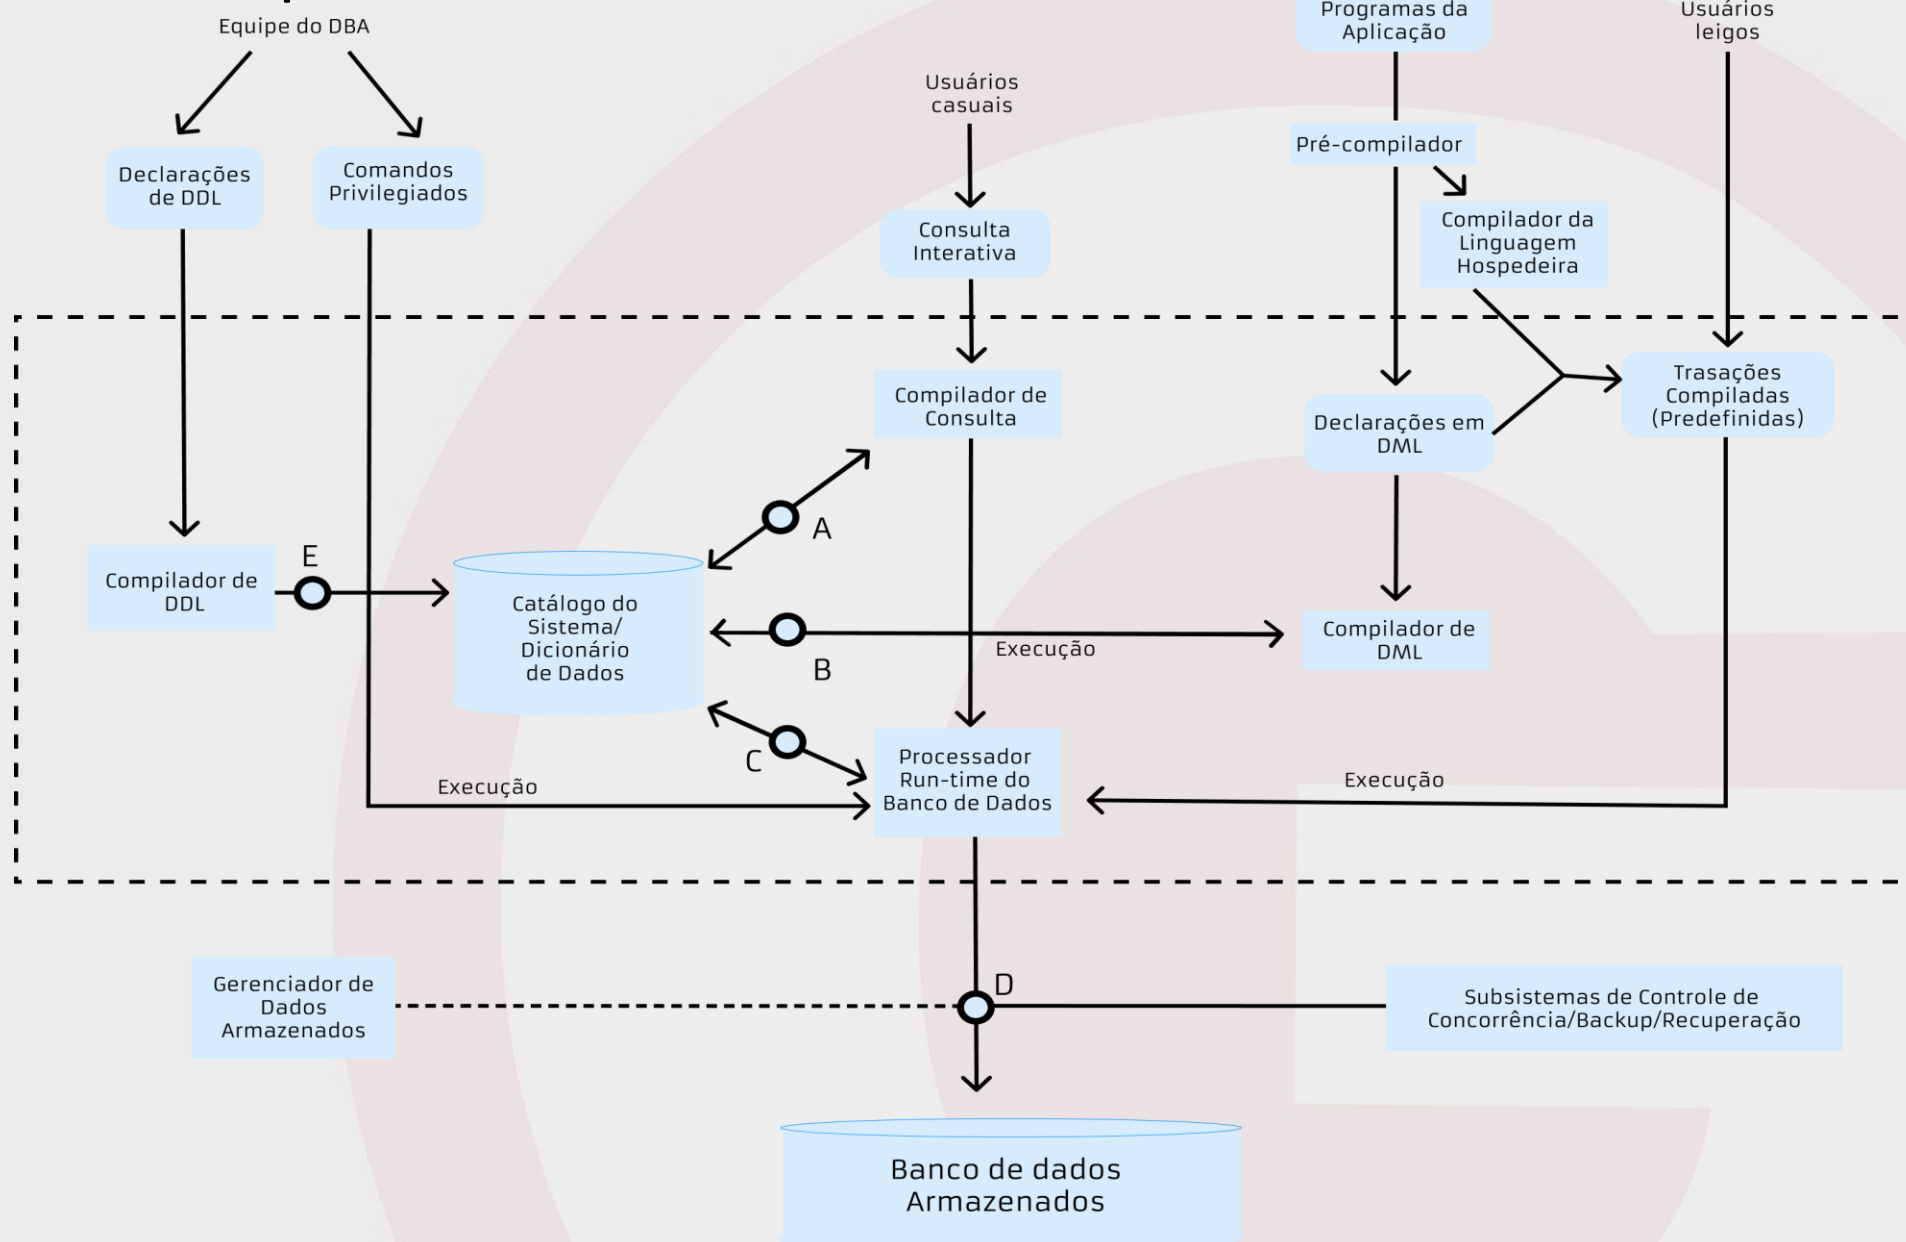 Equipe do DBA
Programas da
Aplicação
Usuários
leigos
Usuários
casuais
Pré-compilador
Declarações
de DDL
Comandos
Privilegiados
Consulta
Interativa
Compilador da
Linguagem
Hospedeira
Compilador de
Consulta
Declarações em
DML
Trasações
Compiladas
(Predefinidas)
A
E
Compilador de
DDL
Catálogo do
Sistema/
Dicionário
de Dados
B
Execução
Compilador de
DML
C
Processador
Run-time do
Banco de Dados
Execução
Execução
D
Gerenciador de
Dados
Armazenados
Subsistemas de Controle de
Concorrência/Backup/Recuperação
Banco de dados
Armazenados